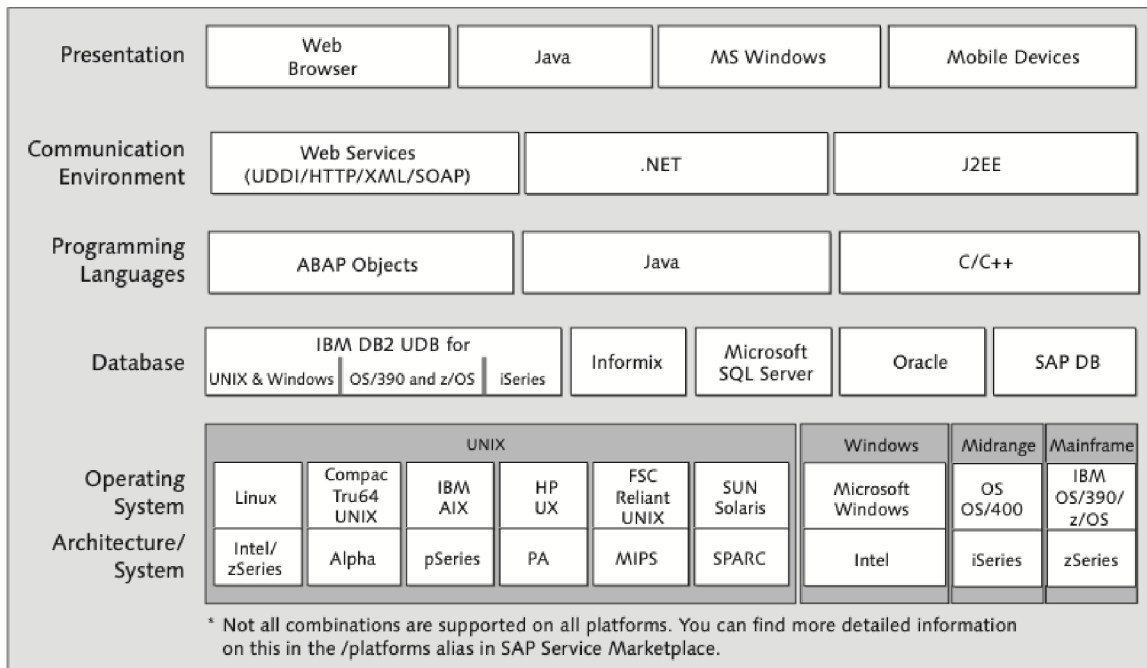 Presentation
Web
Browser
Java
MS Windows
Mobile Devices
Communication
Environment
Web Services
(UDDI/HTTP/XML/SOAP)
.NET
J2EE
Programming
Languages
ABAP Objects
Java
C/C++
Database
IBM DB2 UDB for
UNIX & Windows
OS/390 and z/OS
iSeries
Informix
Microsoft
SQL Server
Oracle
SAP DB
UNIX
Windows
Midrange
Mainframe
Operating
System
Linux
Compac
Tru64
UNIX
IBM
AIX
HP
UX
FSC
Reliant
UNIX
SUN
Solaris
Microsoft
Windows
OS
OS/400
IBM
OS/390/
z/OS
Architecture/
System
Intel/
zSeries
Alpha
pSeries
PA
MIPS
SPARC
Intel
iSeries
zSeries
* Not all combinations are supported on all platforms. You can find more detailed information
on this in the /platforms alias in SAP Service Marketplace.